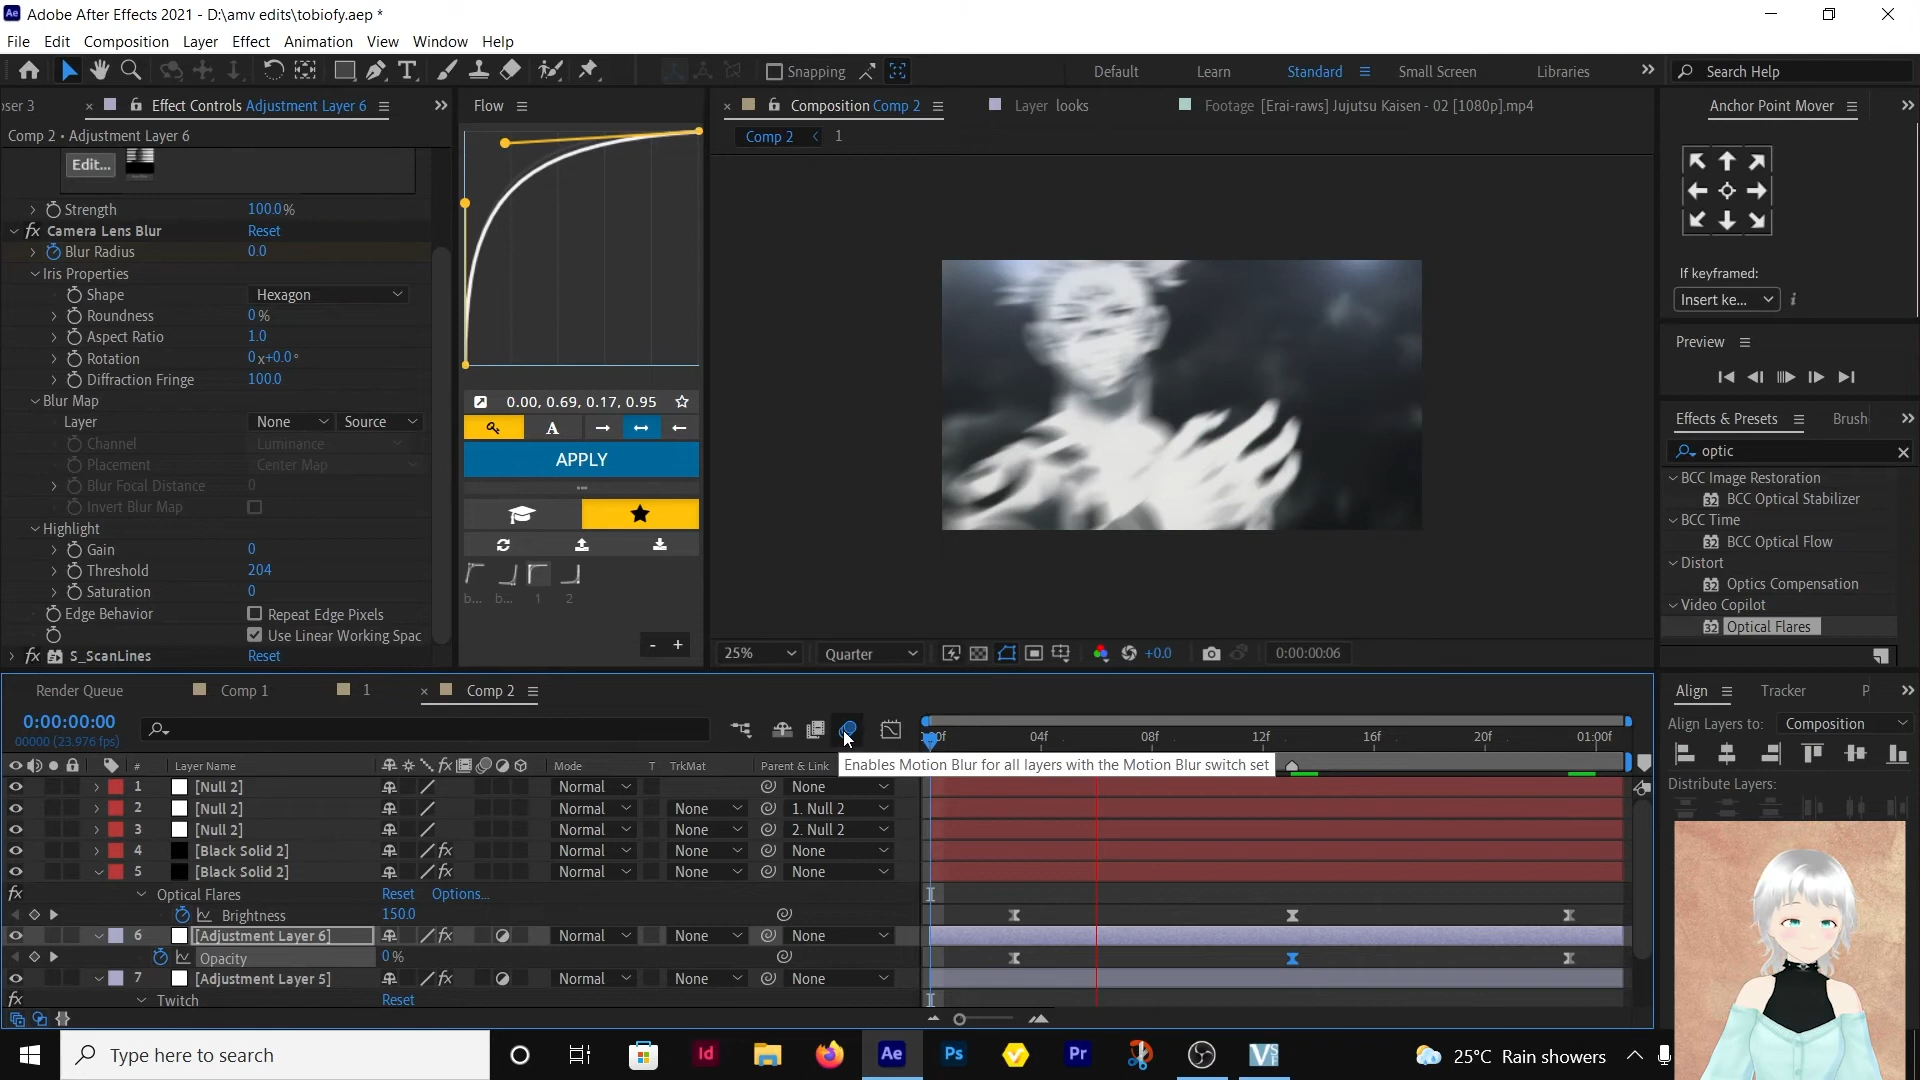 Adobe After Effects 2021 - D:\amv edits\tobiofy.aep *
File Edit Composition Layer Effect Animation View Window Help
Snapping
Default Learn Standard Small Screen Libraries
Search Help
oser 3 Effect Controls Adjustment Layer 6
Comp 2 • Adjustment Layer 6
Edit...
Strength 100.0%
Camera Lens Blur Reset
Blur Radius 0.0
Iris Properties
Shape Hexagon
Roundness 0 %
Aspect Ratio 1.0
Rotation 0 x+0.0°
Diffraction Fringe 100.0
Blur Map
Layer None Source
Channel Luminance
Placement Center Map
Blur Focal Distance 0
Invert Blur Map
Highlight
Gain 0
Threshold 204
Saturation 0
Edge Behavior Repeat Edge Pixels
Use Linear Working Spac
S_ScanLines Reset
Flow
0.00, 0.69, 0.17, 0.95
A
APPLY
b... b... 1 2
- +
Composition Comp 2 Layer looks Footage [Erai-raws] Jujutsu Kaisen - 02 [1080p].mp4
Comp 2 1
25% Quarter +0.0 0:00:00:06
Anchor Point Mover
If keyframed:
Insert ke... i
Preview
Effects & Presets Brush
optic
BCC Image Restoration
32 BCC Optical Stabilizer
BCC Time
32 BCC Optical Flow
Distort
32 Optics Compensation
Video Copilot
32 Optical Flares
Render Queue Comp 1 1 Comp 2
0:00:00:00
00000 (23.976 fps)
:00f 04f 08f 12f 16f 20f 01:00f
# Layer Name Mode T TrkMat Parent & Link
Enables Motion Blur for all layers with the Motion Blur switch set
1 [Null 2] Normal None
2 [Null 2] Normal None 1. Null 2
3 [Null 2] Normal None 2. Null 2
4 [Black Solid 2] Normal None None
5 [Black Solid 2] Normal None None
Optical Flares Reset Options...
Brightness 150.0
6 [Adjustment Layer 6] Normal None None
Opacity 0 %
7 [Adjustment Layer 5] Normal None None
Twitch Reset
Align Tracker P
Align Layers to: Composition
Distribute Layers:
Type here to search
Id Ae Ps Pr
25°C Rain showers